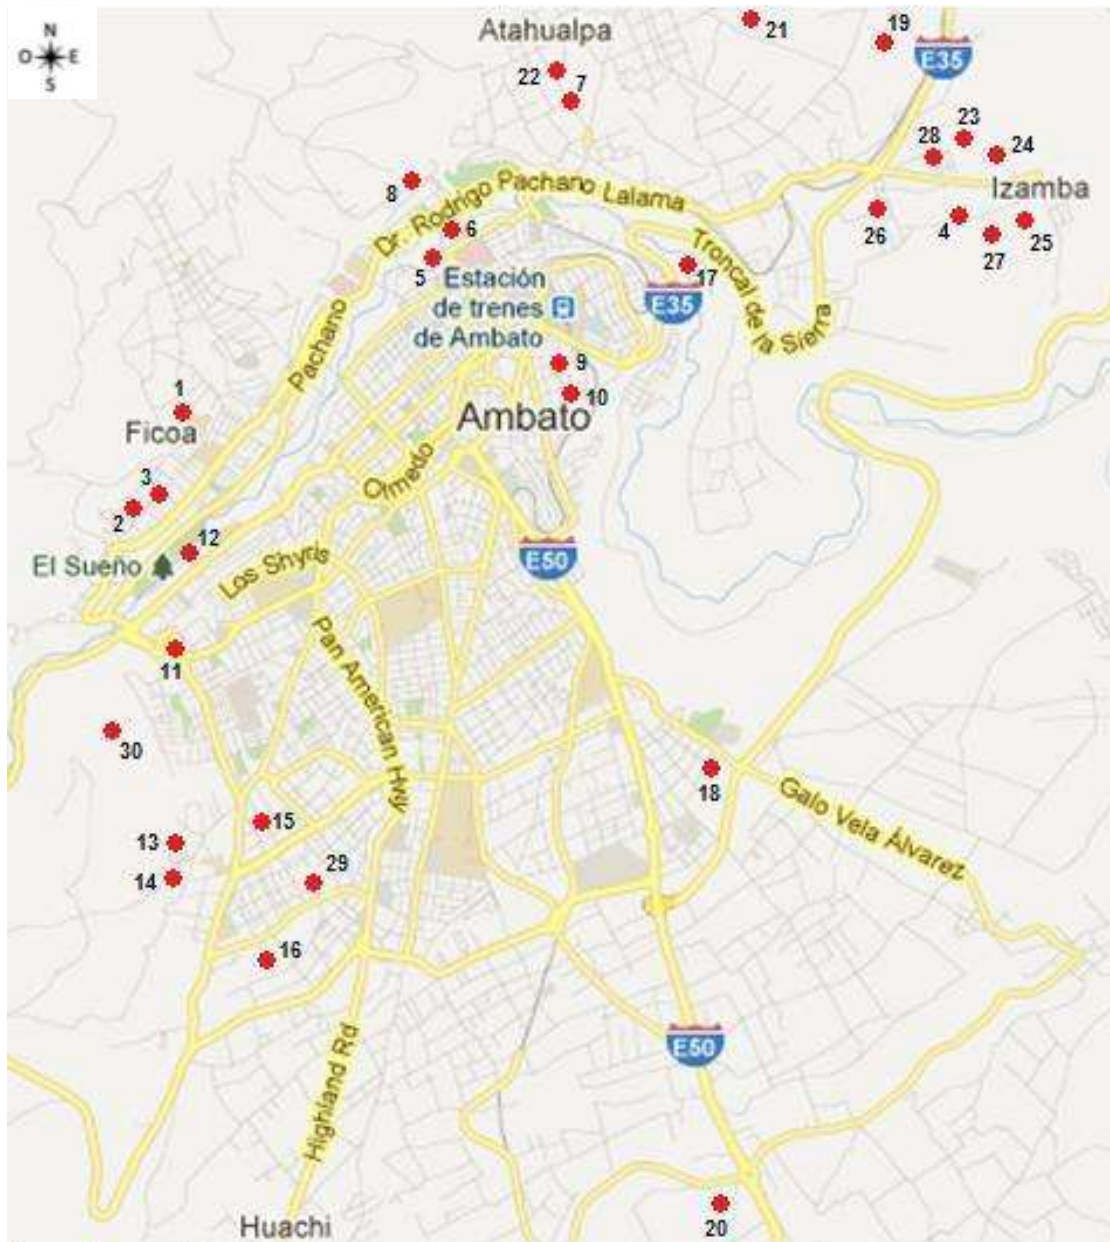 N
O E
S
Atahualpa
21
19
E35
22
7
23
28
24
8
Dr. Rodrigo Pachano Lalama
Izamba
6
26
4
27
25
5
Estación
de trenes
de Ambato
17
E35
Troncal de la Sierra
Pachano
9
10
1
Ficoa
Ambato
3
2
Olmedo
12
El Sueño
Los Shyris
E50
11
Pan American Hwy
30
18
Galo Vela Álvarez
15
13
14
29
16
E50
Highland Rd
20
Huachi